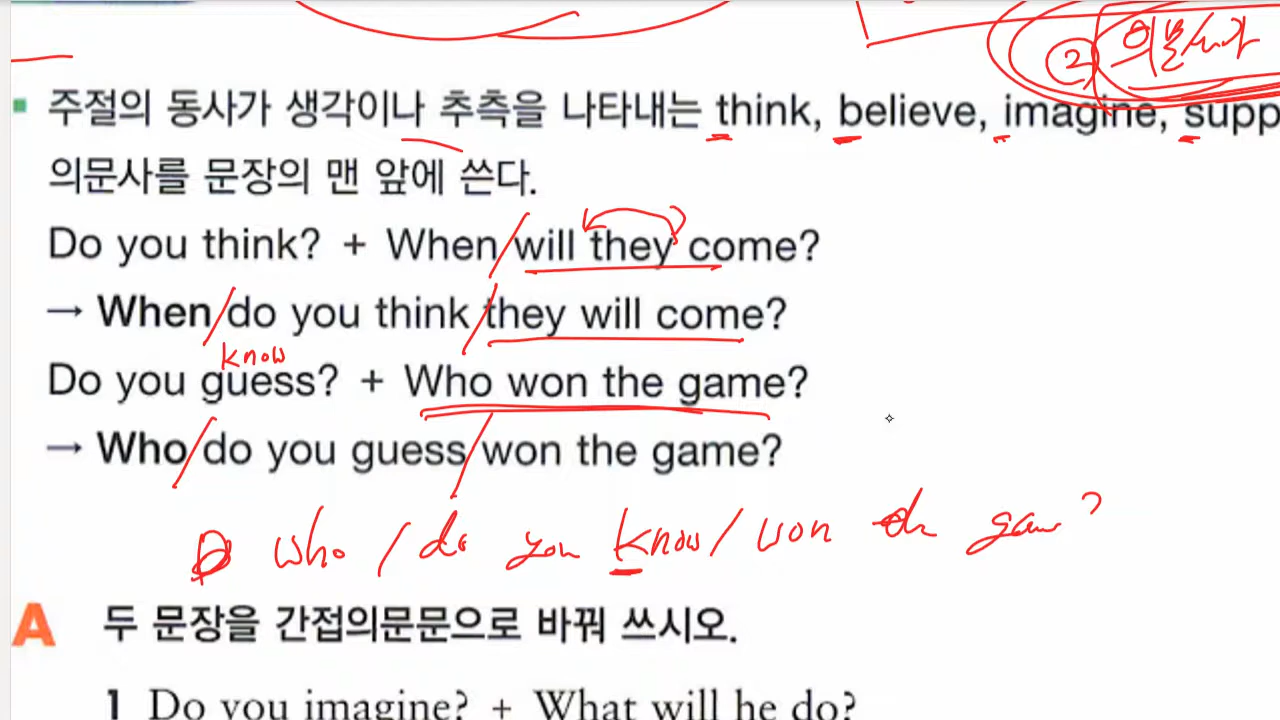 ② 의문사가
주절의 동사가 생각이나 추측을 나타내는 think, believe, imagine, supp
의문사를 문장의 맨 앞에 쓴다.
Do you think? + When will they come?
→ When do you think they will come?
know
Do you guess? + Who won the game?
→ Who do you guess won the game?
who / do you know / won the game?
A 두 문장을 간접의문문으로 바꿔 쓰시오.
1 Do you imagine? + What will he do?